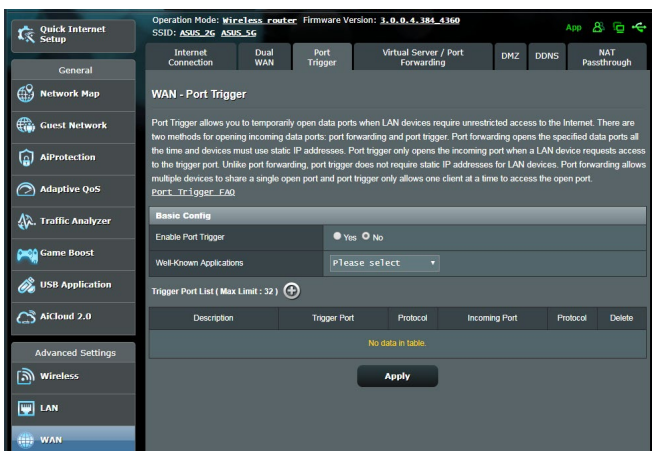 Quick Internet
Setup
General
Network Map
Guest Network
AiProtection
Adaptive QoS
Traffic Analyzer
Game Boost
USB Application
AiCloud 2.0
Advanced Settings
Wireless
LAN
WAN
Operation Mode: Wireless router Firmware Version: 3.0.0.4.384_4360
SSID: ASUS_2G ASUS_5G
App
Internet Connection
Dual WAN
Port Trigger
Virtual Server / Port Forwarding
DMZ
DDNS
NAT Passthrough
WAN - Port Trigger
Port Trigger allows you to temporarily open data ports when LAN devices require unrestricted access to the Internet. There are
two methods for opening incoming data ports: port forwarding and port trigger. Port forwarding opens the specified data ports all
the time and devices must use static IP addresses. Port trigger only opens the incoming port when a LAN device requests access
to the trigger port. Unlike port forwarding, port trigger does not require static IP addresses for LAN devices. Port forwarding allows
multiple devices to share a single open port and port trigger only allows one client at a time to access the open port.
Port Trigger FAQ
Basic Config
Enable Port Trigger Yes No
Well-Known Applications Please select
Trigger Port List ( Max Limit : 32 )
Description Trigger Port Protocol Incoming Port Protocol Delete
No data in table.
Apply